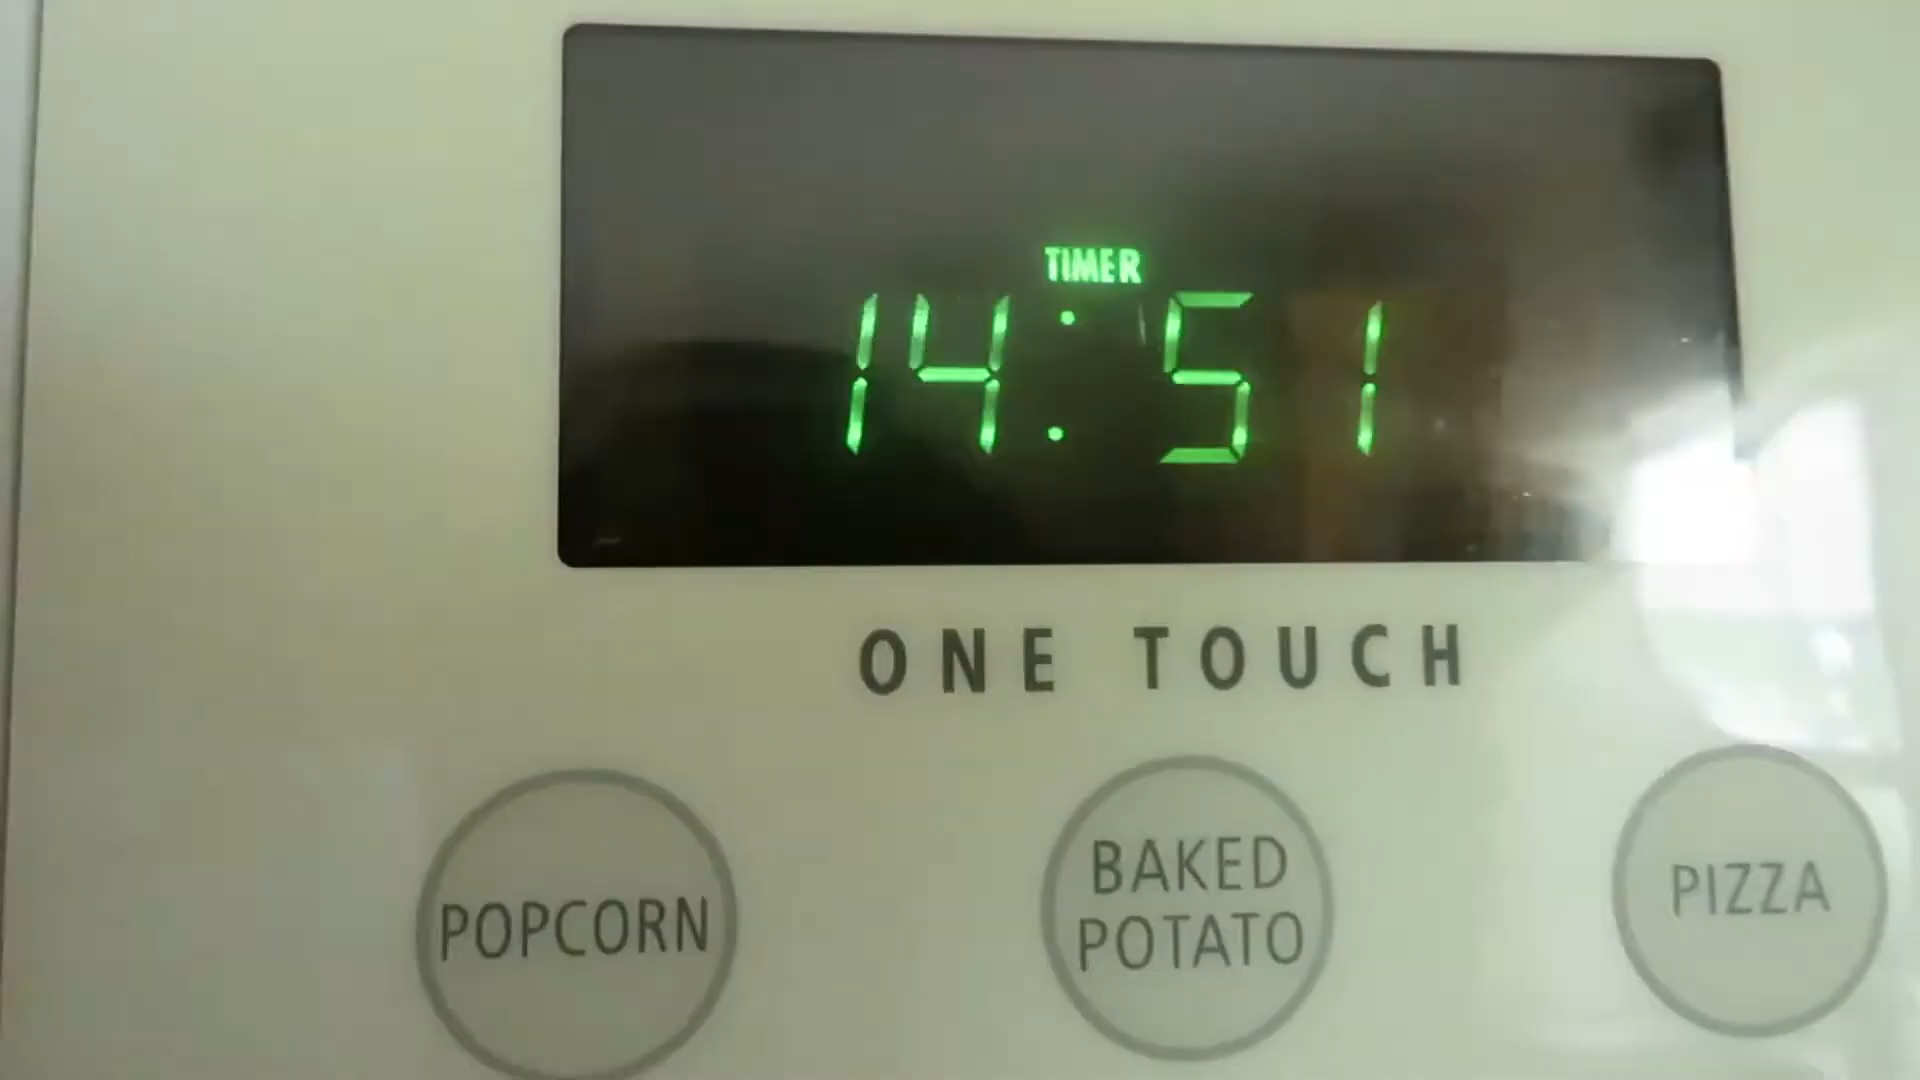 TIMER
14:51
ONE TOUCH
POPCORN
BAKED
POTATO
PIZZA